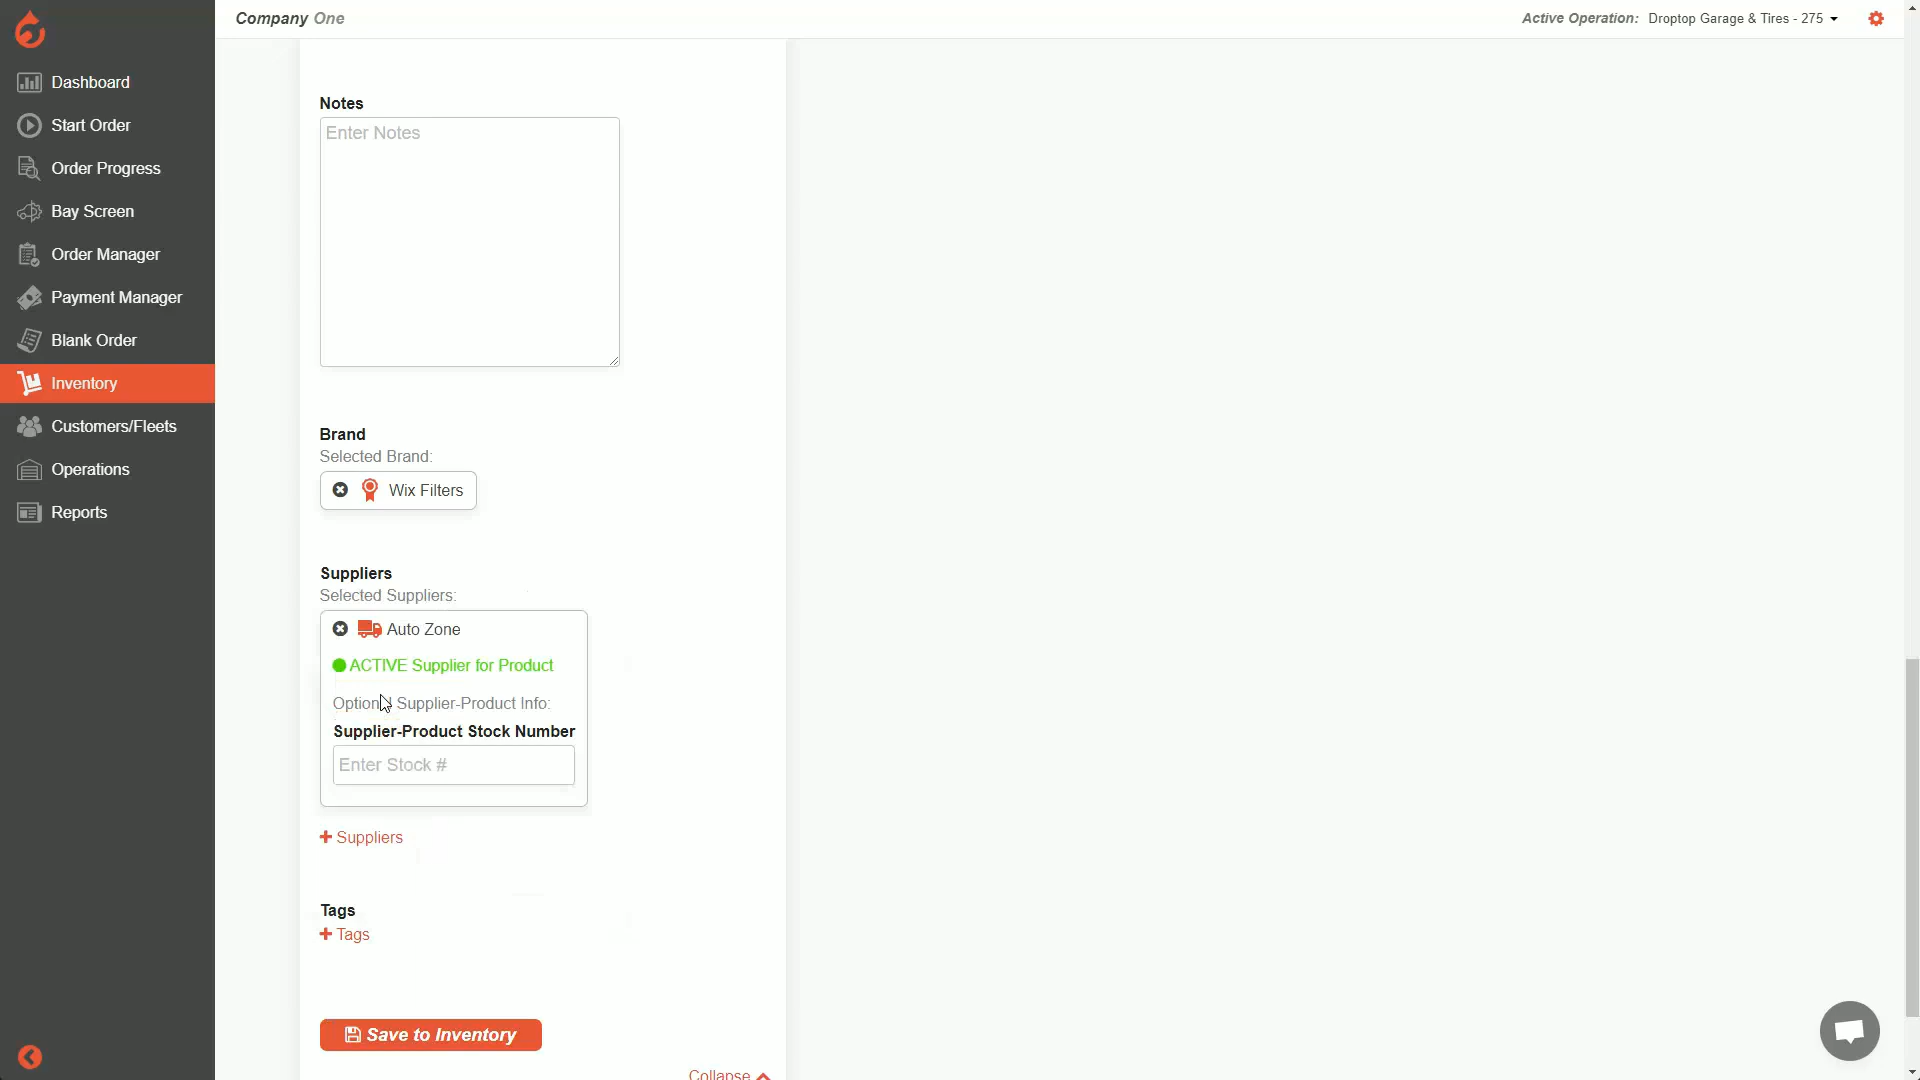 Company One
Active Operation: Droptop Garage & Tires - 275
Dashboard
Start Order
Order Progress
Bay Screen
Order Manager
Payment Manager
Blank Order
Inventory
Customers/Fleets
Operations
Reports
Notes
Enter Notes
Brand
Selected Brand:
Wix Filters
Suppliers
Selected Suppliers:
Auto Zone
ACTIVE Supplier for Product
Optional Supplier-Product Info:
Supplier-Product Stock Number
Enter Stock #
+ Suppliers
Tags
+ Tags
Save to Inventory
Collapse